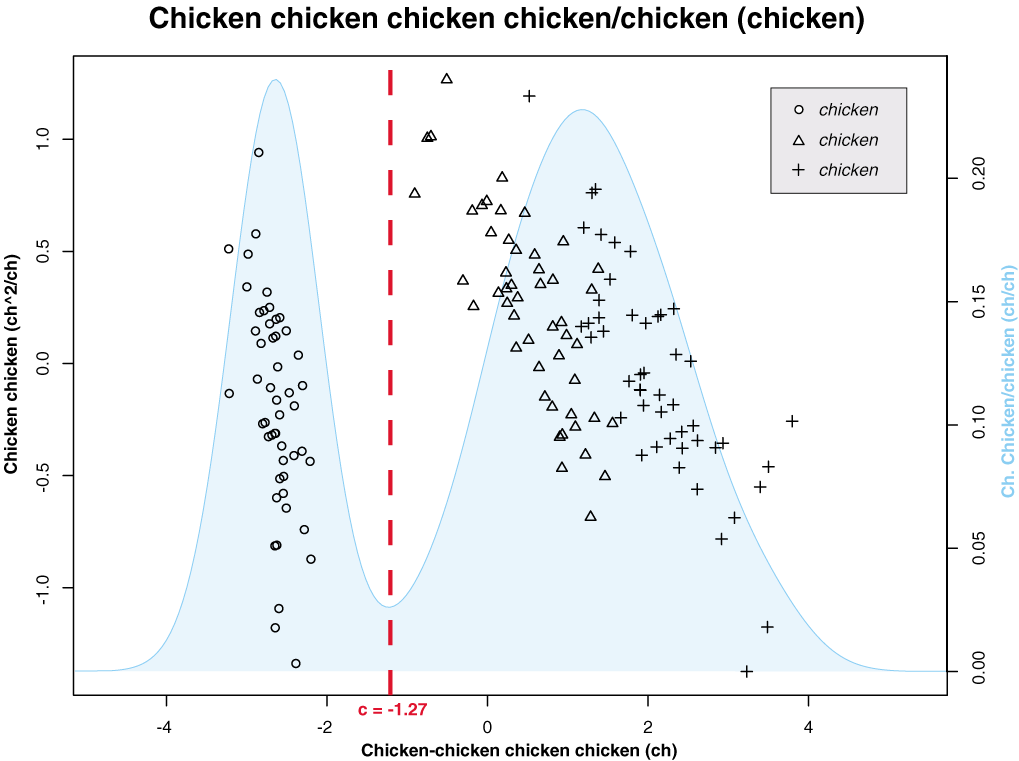 Chicken chicken chicken chicken/chicken (chicken)
chicken
chicken
chicken
Chicken chicken (ch^2/ch)
1.0
0.5
0.0
-0.5
-1.0
0.20
0.15
0.10
0.05
0.00
Ch. Chicken/chicken (ch/ch)
c = -1.27
-4
-2
0
2
4
Chicken-chicken chicken chicken (ch)